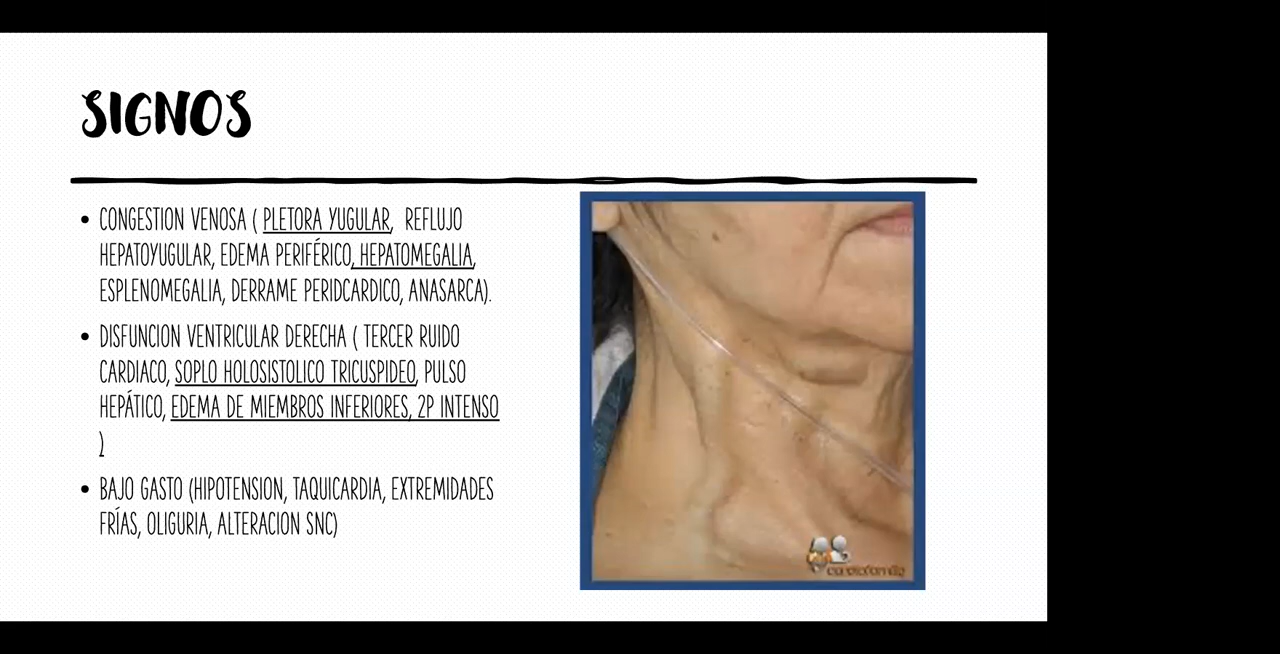 SIGNOS
• CONGESTION VENOSA ( PLETORA YUGULAR, REFLUJO
HEPATOYUGULAR, EDEMA PERIFÉRICO, HEPATOMEGALIA,
ESPLENOMEGALIA, DERRAME PERIDCARDICO, ANASARCA).
• DISFUNCION VENTRICULAR DERECHA ( TERCER RUIDO
CARDIACO, SOPLO HOLOSISTOLICO TRICUSPIDEO, PULSO
HEPÁTICO, EDEMA DE MIEMBROS INFERIORES, 2P INTENSO
)
• BAJO GASTO (HIPOTENSION, TAQUICARDIA, EXTREMIDADES
FRÍAS, OLIGURIA, ALTERACION SNC)